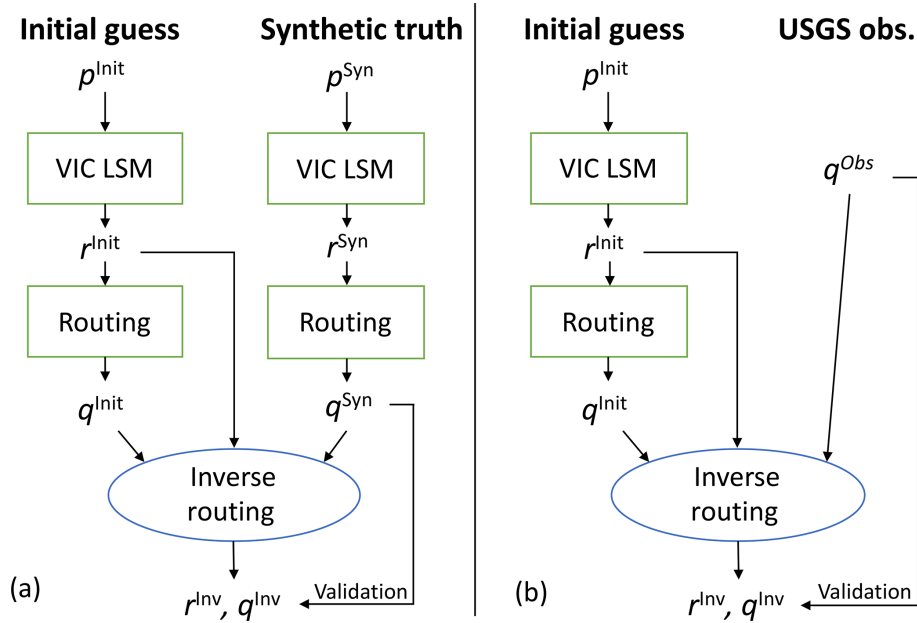 Initial guess
Synthetic truth
p^Init
p^Syn
VIC LSM
VIC LSM
r^Init
r^Syn
Routing
Routing
q^Init
q^Syn
Inverse
routing
(a)
Validation
r^Inv, q^Inv
Initial guess
USGS obs.
p^Init
VIC LSM
q^Obs
r^Init
Routing
q^Init
Inverse
routing
(b)
Validation
r^Inv, q^Inv